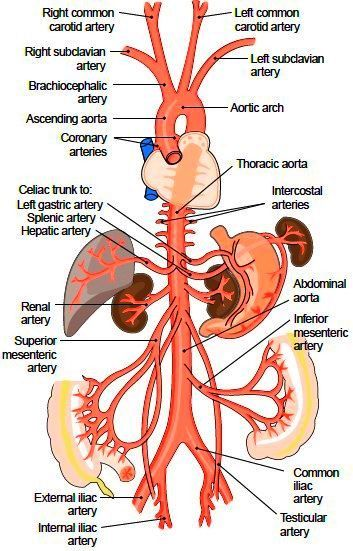 Right common
carotid artery
Left common
carotid artery
Right subclavian
artery
Left subclavian
artery
Brachiocephalic
artery
Aortic arch
Ascending aorta
Coronary
arteries
Thoracic aorta
Celiac trunk to:
Left gastric artery
Splenic artery
Hepatic artery
Intercostal
arteries
Renal
artery
Abdominal
aorta
Superior
mesenteric
artery
Inferior
mesenteric
artery
Common
iliac
artery
External iliac
artery
Testicular
artery
Internal iliac
artery